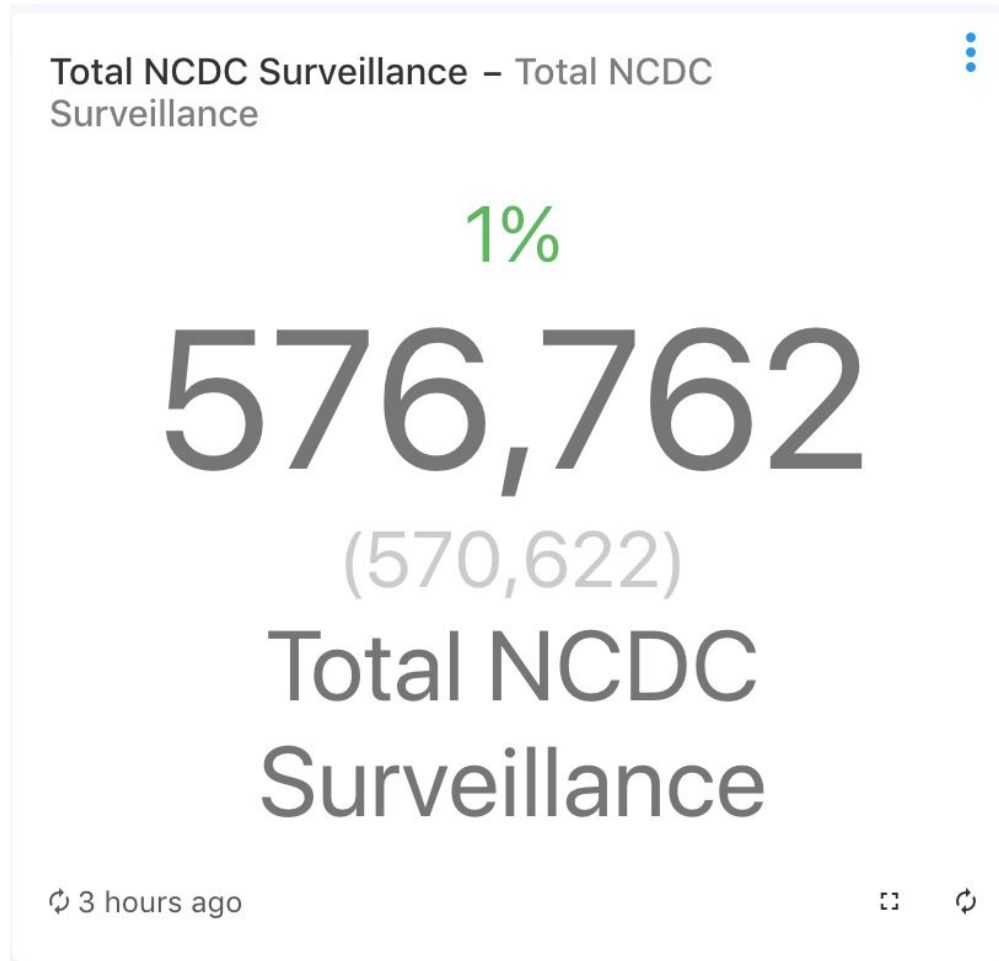 Total NCDC Surveillance – Total NCDC
Surveillance
1%
576,762
(570,622)
Total NCDC
Surveillance
3 hours ago